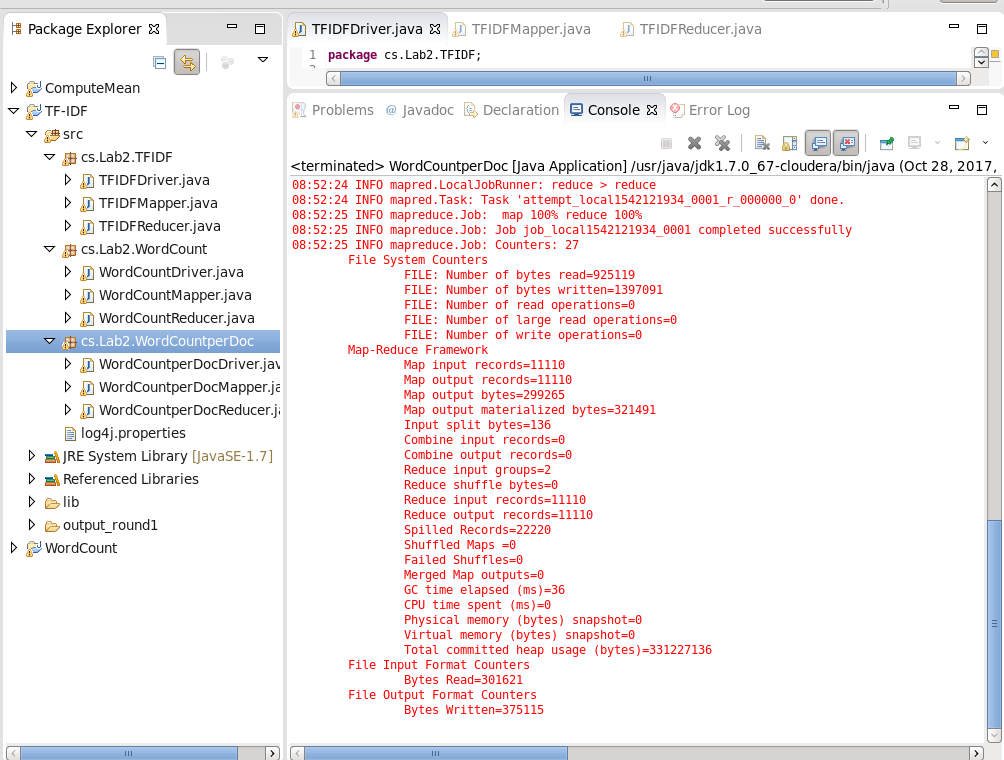 Package Explorer
ComputeMean
TF-IDF
src
cs.Lab2.TFIDF
TFIDFDriver.java
TFIDFMapper.java
TFIDFReducer.java
cs.Lab2.WordCount
WordCountDriver.java
WordCountMapper.java
WordCountReducer.java
cs.Lab2.WordCountperDoc
WordCountperDocDriver.jav
WordCountperDocMapper.ja
WordCountperDocReducer.ja
log4j.properties
JRE System Library [JavaSE-1.7]
Referenced Libraries
lib
output_round1
WordCount
TFIDFDriver.java TFIDFMapper.java TFIDFReducer.java
1 package cs.Lab2.TFIDF;
Problems @ Javadoc Declaration Console Error Log
<terminated> WordCountperDoc [Java Application] /usr/java/jdk1.7.0_67-cloudera/bin/java (Oct 28, 2017,
08:52:24 INFO mapred.LocalJobRunner: reduce > reduce
08:52:24 INFO mapred.Task: Task 'attempt_local1542121934_0001_r_000000_0' done.
08:52:25 INFO mapreduce.Job:  map 100% reduce 100%
08:52:25 INFO mapreduce.Job: Job job_local1542121934_0001 completed successfully
08:52:25 INFO mapreduce.Job: Counters: 27
File System Counters
FILE: Number of bytes read=925119
FILE: Number of bytes written=1397091
FILE: Number of read operations=0
FILE: Number of large read operations=0
FILE: Number of write operations=0
Map-Reduce Framework
Map input records=11110
Map output records=11110
Map output bytes=299265
Map output materialized bytes=321491
Input split bytes=136
Combine input records=0
Combine output records=0
Reduce input groups=2
Reduce shuffle bytes=0
Reduce input records=11110
Reduce output records=11110
Spilled Records=22220
Shuffled Maps =0
Failed Shuffles=0
Merged Map outputs=0
GC time elapsed (ms)=36
CPU time spent (ms)=0
Physical memory (bytes) snapshot=0
Virtual memory (bytes) snapshot=0
Total committed heap usage (bytes)=331227136
File Input Format Counters
Bytes Read=301621
File Output Format Counters
Bytes Written=375115